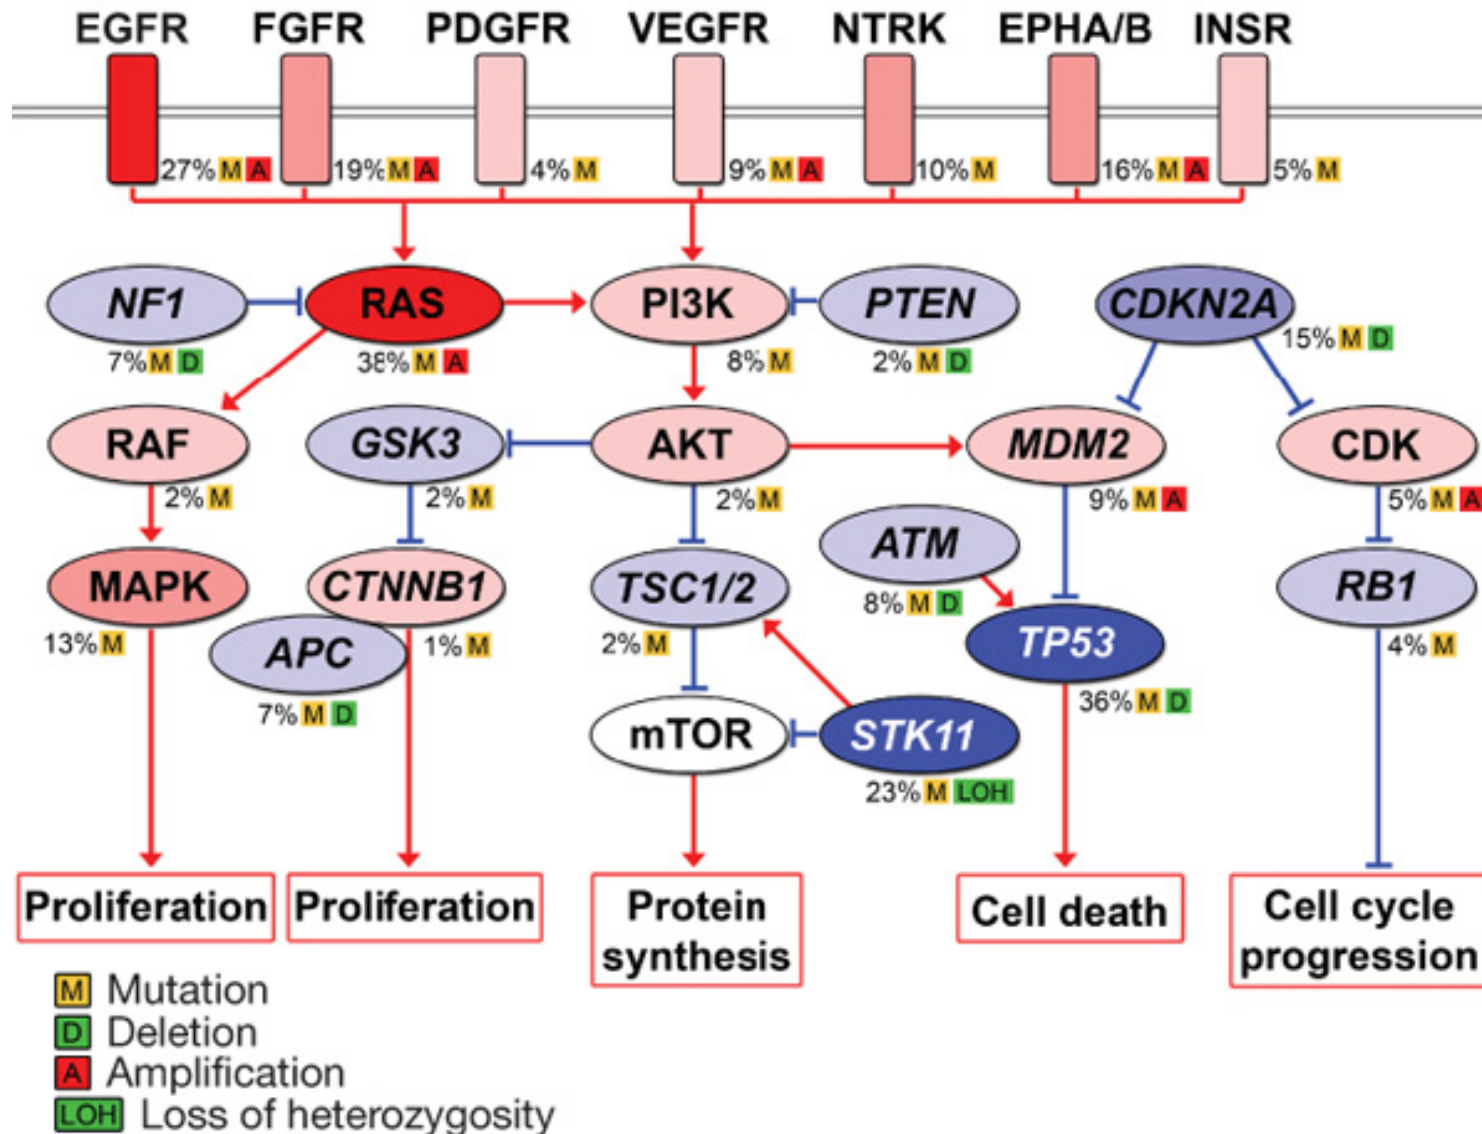 EGFR FGFR PDGFR VEGFR NTRK EPHA/B INSR
27% M A 19% M A 4% M 9% M A 10% M 16% M A 5% M
NF1 RAS PI3K PTEN CDKN2A
7% M D 38% M A 8% M 2% M D 15% M D
RAF GSK3 AKT MDM2 CDK
2% M 2% M 2% M 9% M A 5% M A
ATM
8% M D
MAPK CTNNB1 TSC1/2 TP53 RB1
13% M 1% M 2% M 36% M D 4% M
APC
7% M D
mTOR STK11
23% M LOH
Proliferation Proliferation Protein Cell death Cell cycle
synthesis progression
M Mutation
D Deletion
A Amplification
LOH Loss of heterozygosity